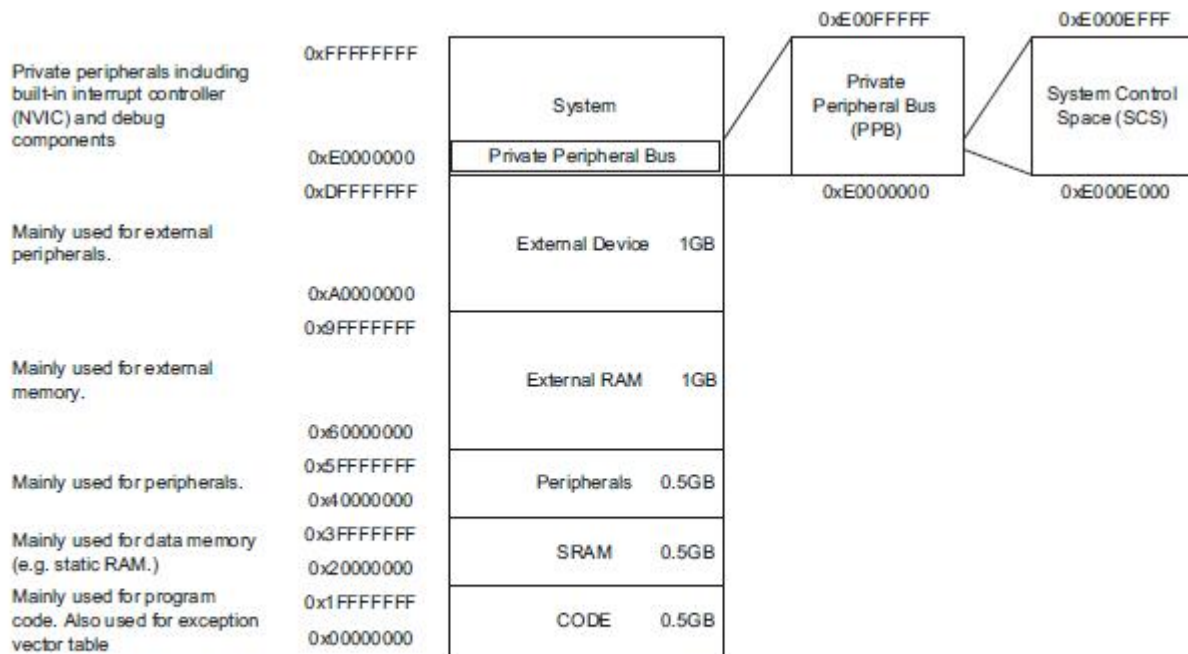 0xE00FFFFF
0xE000EFFF
0xFFFFFFFF
Private peripherals including
built-in interrupt controller
(NVIC) and debug
components
System
Private
Peripheral Bus
(PPB)
System Control
Space (SCS)
0xE0000000
Private Peripheral Bus
0xDFFFFFFF
0xE0000000
0xE000E000
Mainly used for external
peripherals.
External Device 1GB
0xA0000000
0x9FFFFFFF
Mainly used for external
memory.
External RAM 1GB
0x60000000
0x5FFFFFFF
Mainly used for peripherals.
Peripherals 0.5GB
0x40000000
0x3FFFFFFF
Mainly used for data memory
(e.g. static RAM.)
SRAM 0.5GB
0x20000000
Mainly used for program
code. Also used for exception
vector table
0x1FFFFFFF
CODE 0.5GB
0x00000000